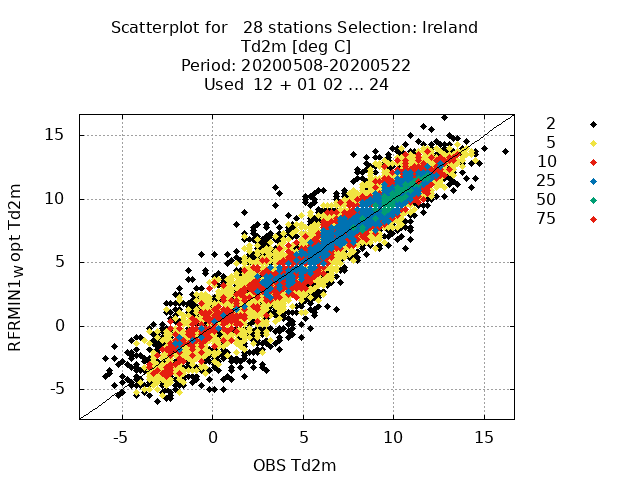 Scatterplot for   28 stations Selection: Ireland
Td2m [deg C]
Period: 20200508-20200522
Used  12 + 01 02 ... 24
2
5
10
25
50
75
15
10
5
0
-5
-5 0 5 10 15
RFRMIN1w opt Td2m
OBS Td2m